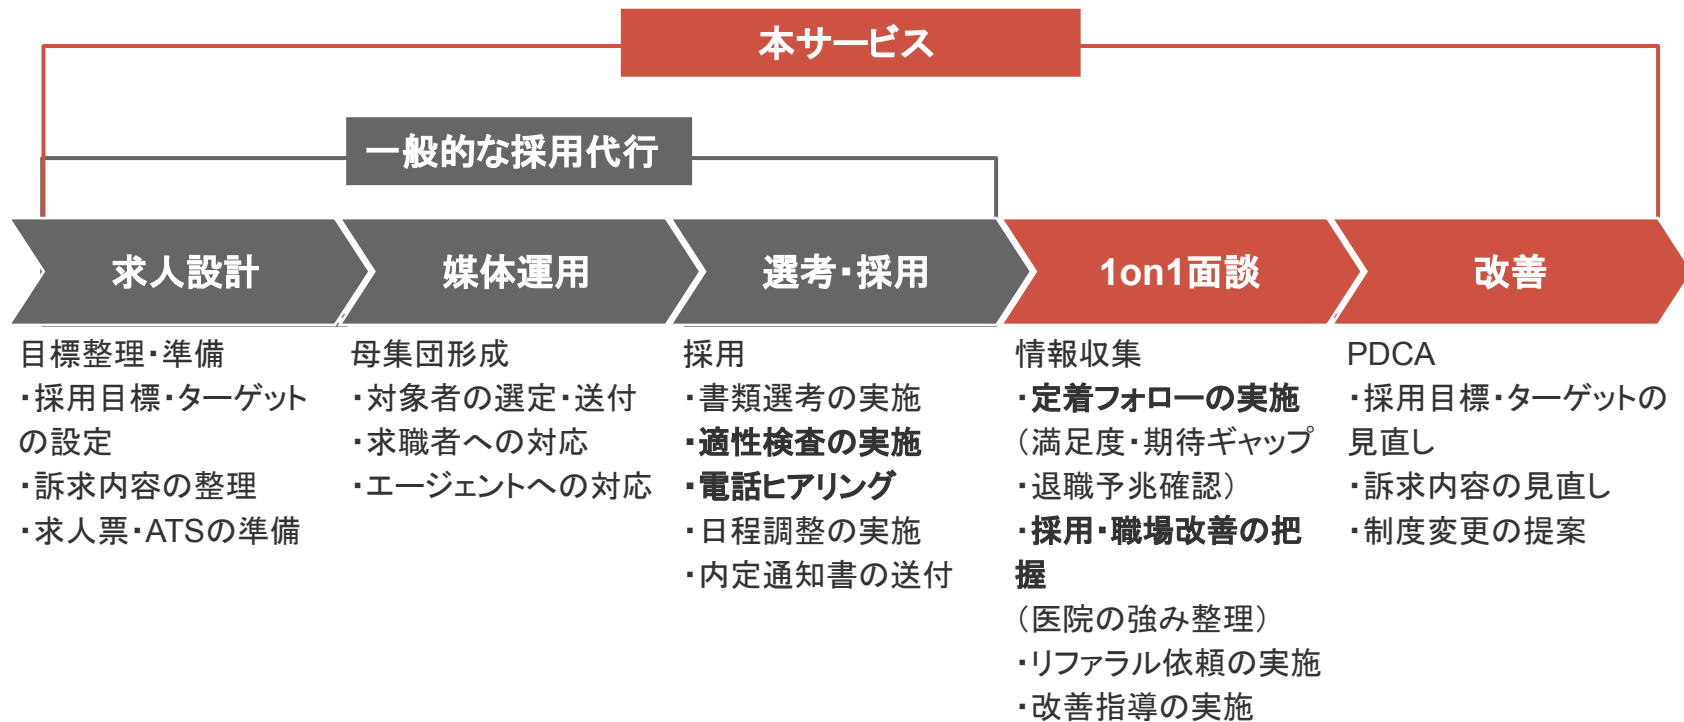 本サービス
一般的な採用代行
求人設計
媒体運用
選考・採用
1on1面談
改善
目標整理・準備
・採用目標・ターゲット
の設定
・訴求内容の整理
・求人票・ATSの準備
母集団形成
・対象者の選定・送付
・求職者への対応
・エージェントへの対応
採用
・書類選考の実施
・適性検査の実施
・電話ヒアリング
・日程調整の実施
・内定通知書の送付
情報収集
・定着フォローの実施
（満足度・期待ギャップ
・退職予兆確認）
・採用・職場改善の把
握
（医院の強み整理）
・リファラル依頼の実施
・改善指導の実施
PDCA
・採用目標・ターゲットの
見直し
・訴求内容の見直し
・制度変更の提案